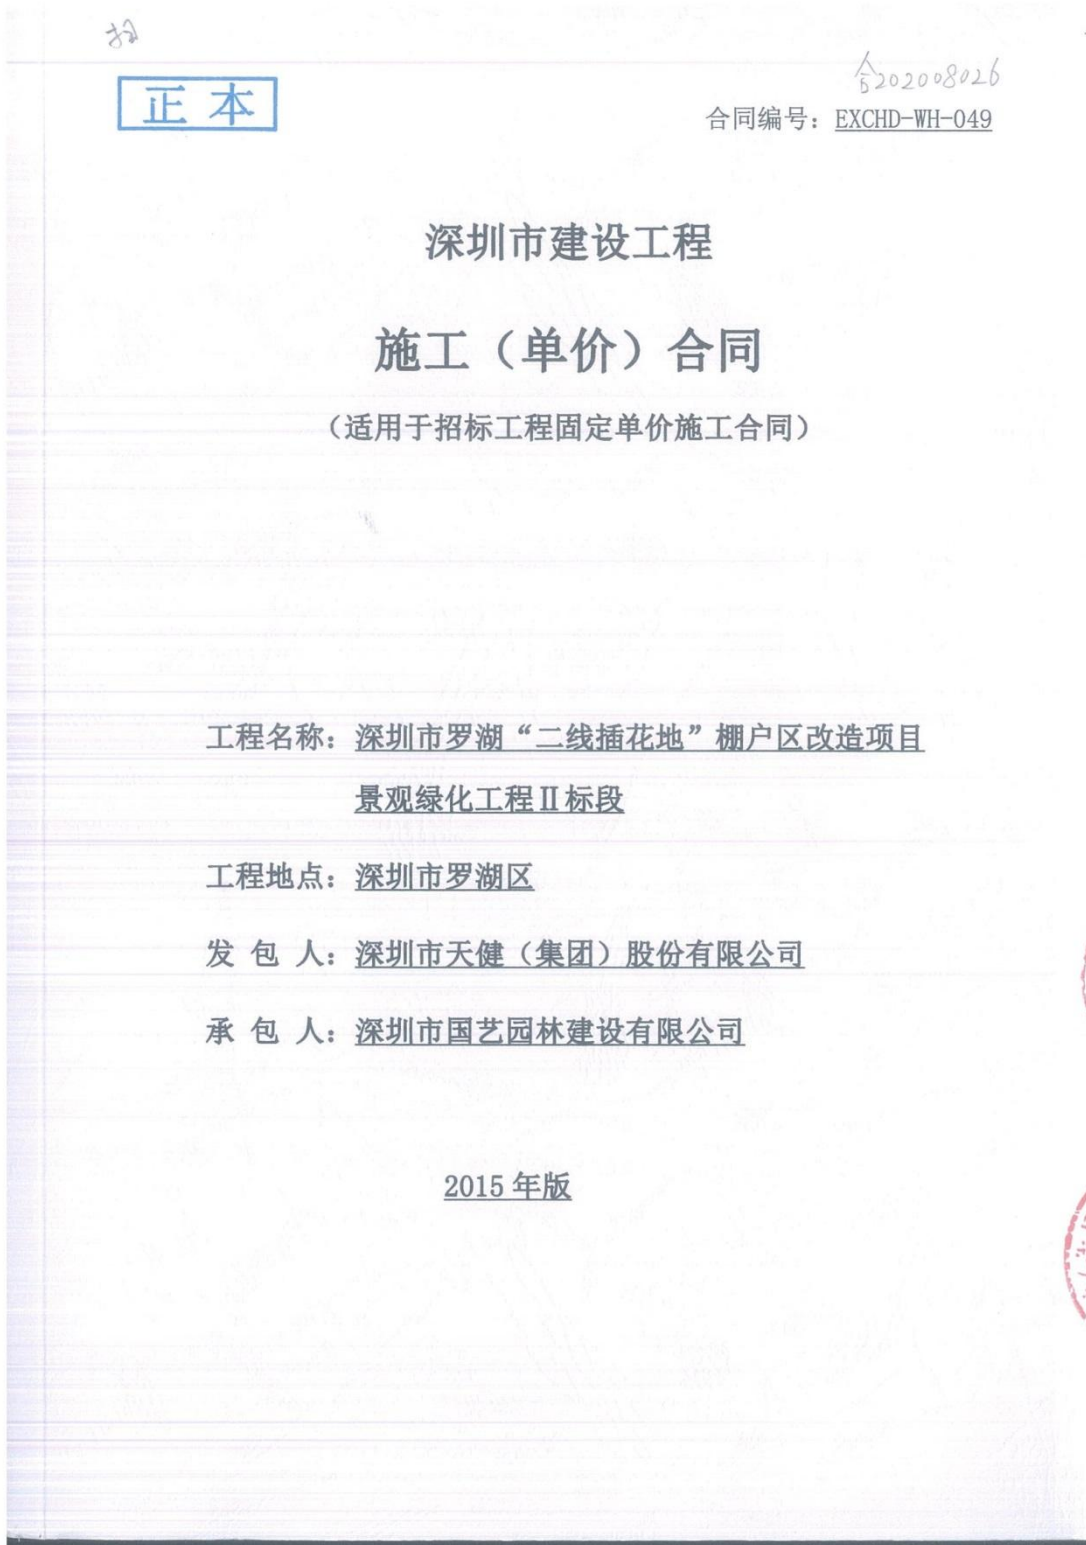 扫
合202008026
正本
合同编号：EXCHD-WH-049
深圳市建设工程
施工（单价）合同
（适用于招标工程固定单价施工合同）
工程名称：深圳市罗湖“二线插花地”棚户区改造项目
景观绿化工程Ⅱ标段
工程地点：深圳市罗湖区
发 包 人：深圳市天健（集团）股份有限公司
承 包 人：深圳市国艺园林建设有限公司
2015 年版